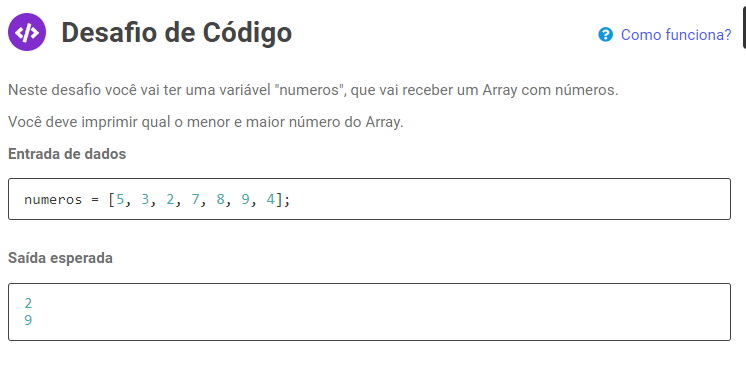 </> Desafio de Código
? Como funciona?
Neste desafio você vai ter uma variável "numeros", que vai receber um Array com números.
Você deve imprimir qual o menor e maior número do Array.
Entrada de dados
numeros = [5, 3, 2, 7, 8, 9, 4];
Saída esperada
2
9